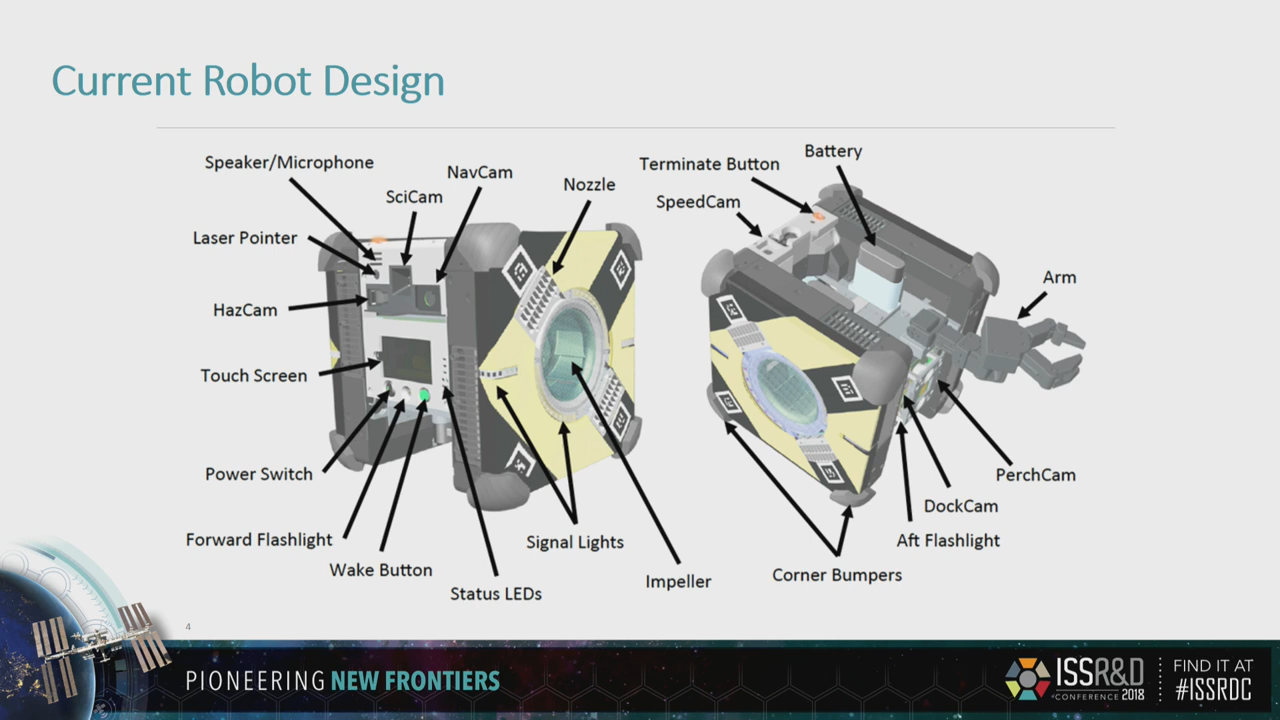 Current Robot Design
Speaker/Microphone
SciCam
NavCam
Nozzle
Laser Pointer
HazCam
Touch Screen
Power Switch
Forward Flashlight
Wake Button
Status LEDs
Signal Lights
Impeller
Terminate Button
Battery
SpeedCam
Arm
PerchCam
DockCam
Aft Flashlight
Corner Bumpers
4
PIONEERING NEW FRONTIERS
ISSR&D
CONFERENCE 2018
FIND IT AT
#ISSRDC